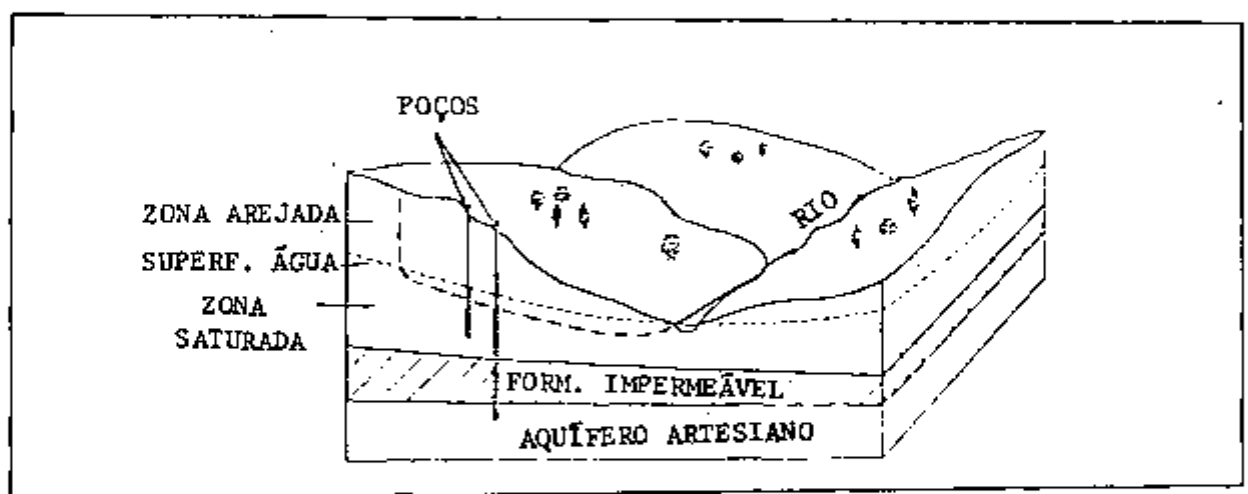 POÇOS
ZONA AREJADA
RIO
SUPERF. ÁGUA
ZONA
SATURADA
FORM. IMPERMEÁVEL
AQUÍFERO ARTESIANO